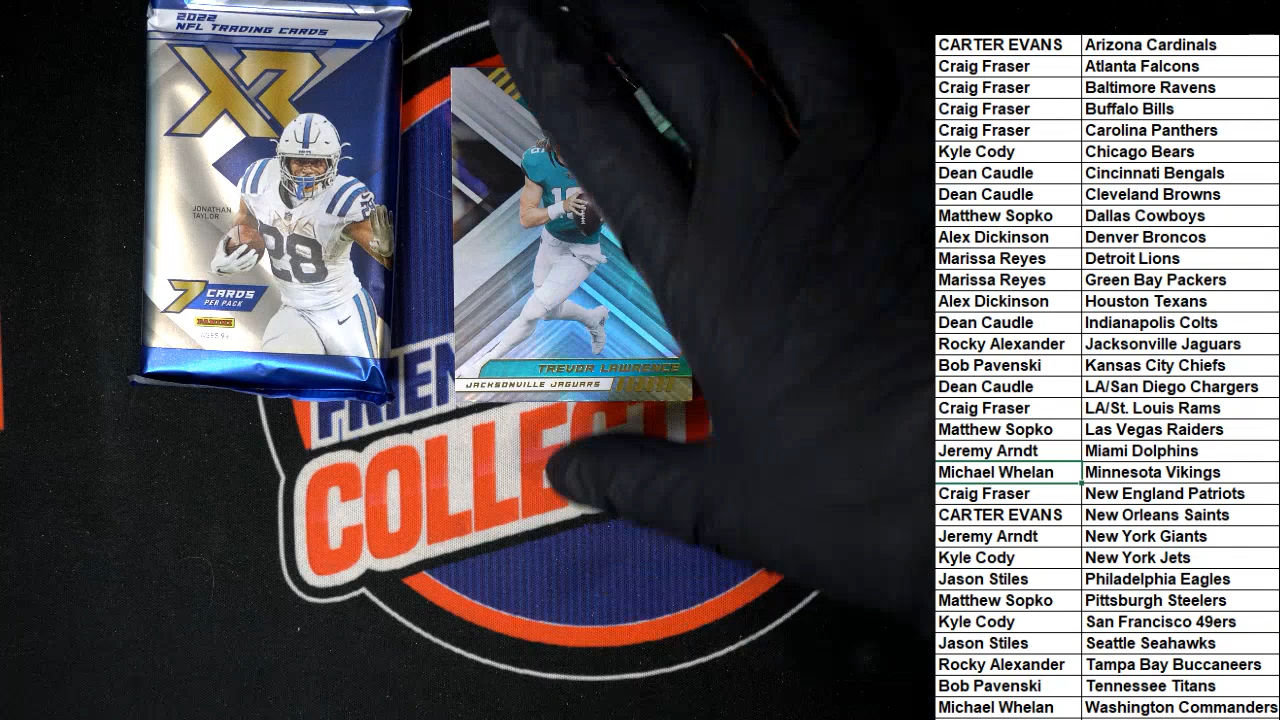 2022
NFL TRADING CARDS
XR
JONATHAN
TAYLOR
28
7 CARDS
PER PACK
PANINI
TREVOR LAWRENCE
JACKSONVILLE JAGUARS
FRIEN
COLLECT
CARTER EVANS Arizona Cardinals
Craig Fraser Atlanta Falcons
Craig Fraser Baltimore Ravens
Craig Fraser Buffalo Bills
Craig Fraser Carolina Panthers
Kyle Cody Chicago Bears
Dean Caudle Cincinnati Bengals
Dean Caudle Cleveland Browns
Matthew Sopko Dallas Cowboys
Alex Dickinson Denver Broncos
Marissa Reyes Detroit Lions
Marissa Reyes Green Bay Packers
Alex Dickinson Houston Texans
Dean Caudle Indianapolis Colts
Rocky Alexander Jacksonville Jaguars
Bob Pavenski Kansas City Chiefs
Dean Caudle LA/San Diego Chargers
Craig Fraser LA/St. Louis Rams
Matthew Sopko Las Vegas Raiders
Jeremy Arndt Miami Dolphins
Michael Whelan Minnesota Vikings
Craig Fraser New England Patriots
CARTER EVANS New Orleans Saints
Jeremy Arndt New York Giants
Kyle Cody New York Jets
Jason Stiles Philadelphia Eagles
Matthew Sopko Pittsburgh Steelers
Kyle Cody San Francisco 49ers
Jason Stiles Seattle Seahawks
Rocky Alexander Tampa Bay Buccaneers
Bob Pavenski Tennessee Titans
Michael Whelan Washington Commanders